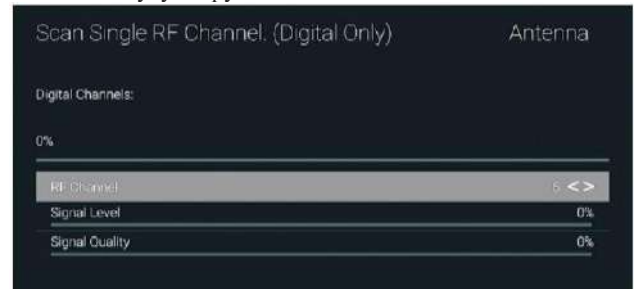 Scan Single RF Channel. (Digital Only) Antenna
Digital Channels:
0%
RF Channel 6 <>
Signal Level 0%
Signal Quality 0%